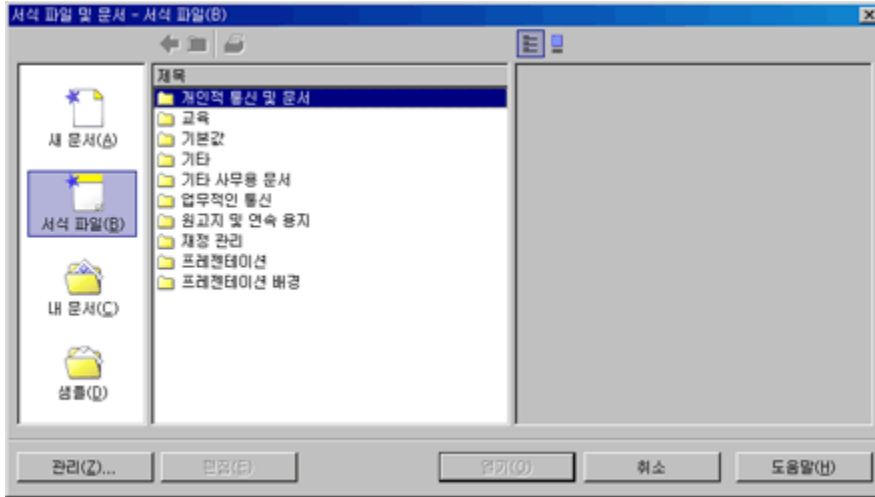 서식 파일 및 문서 - 서식 파일(B)
제목
새 문서(A)
서식 파일(B)
내 문서(C)
샘플(D)
개인적 통신 및 문서
교육
기본값
기타
기타 사무용 문서
업무적인 통신
원고지 및 연속 용지
재정 관리
프레젠테이션
프레젠테이션 배경
관리(Z)...
편집(E)
열기(O)
취소
도움말(H)